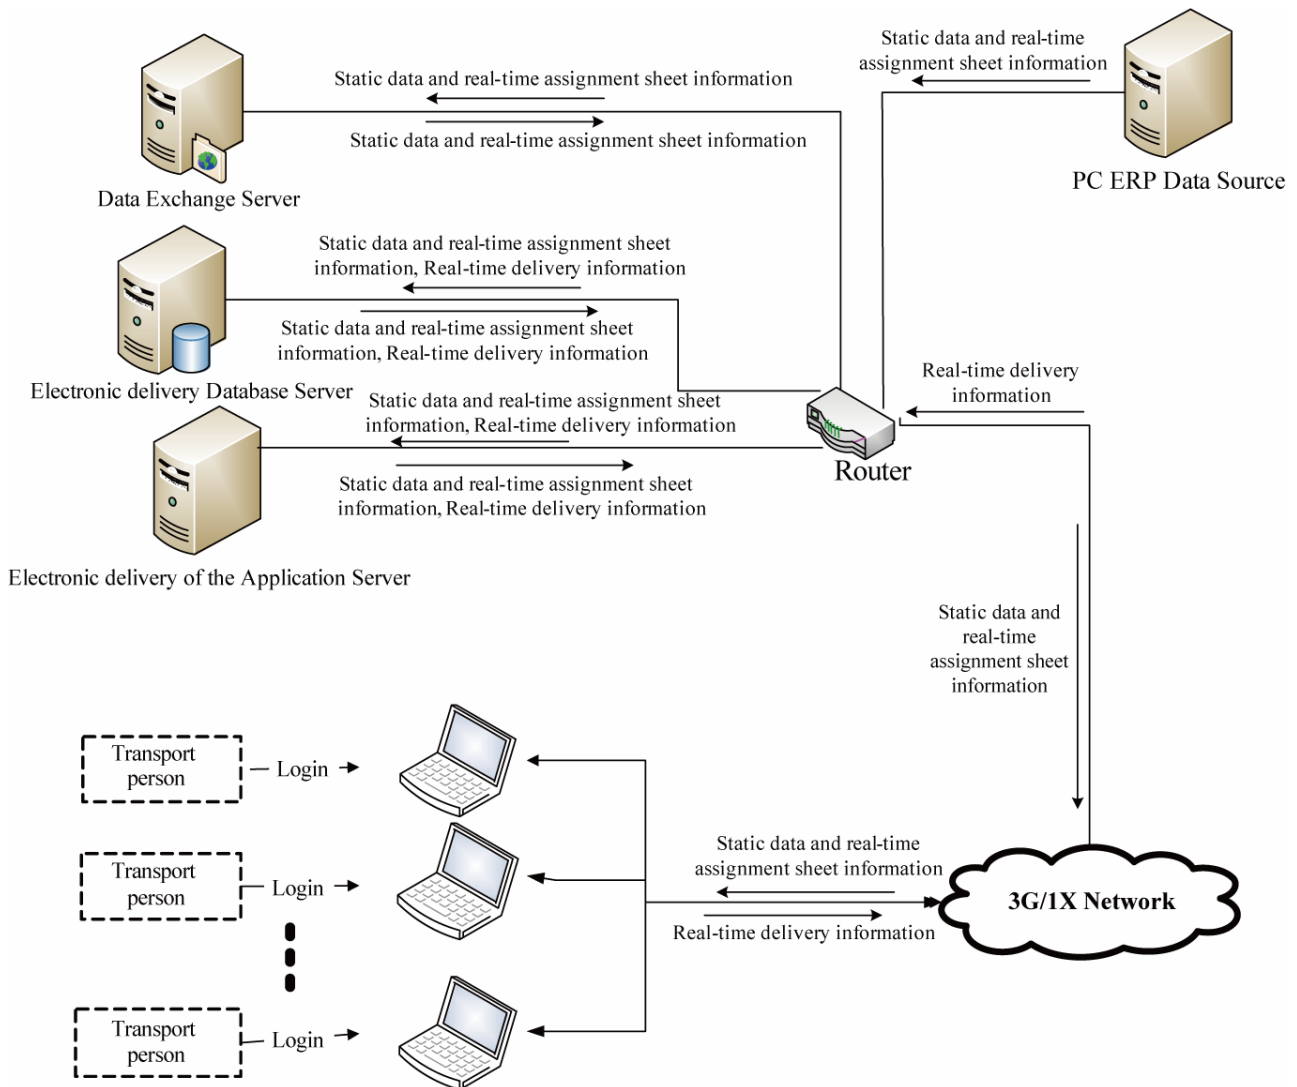 Static data and real-time
assignment sheet information
Static data and real-time assignment sheet information
Static data and real-time assignment sheet information
Data Exchange Server
PC ERP Data Source
Static data and real-time assignment sheet
information, Real-time delivery information
Static data and real-time assignment sheet
information, Real-time delivery information
Electronic delivery Database Server
Real-time delivery
information
Static data and real-time assignment sheet
information, Real-time delivery information
Router
Static data and real-time assignment sheet
information, Real-time delivery information
Electronic delivery of the Application Server
Static data and
real-time
assignment sheet
information
Transport
person
Login
Static data and real-time
assignment sheet information
Transport
person
Login
3G/1X Network
Real-time delivery information
Transport
person
Login